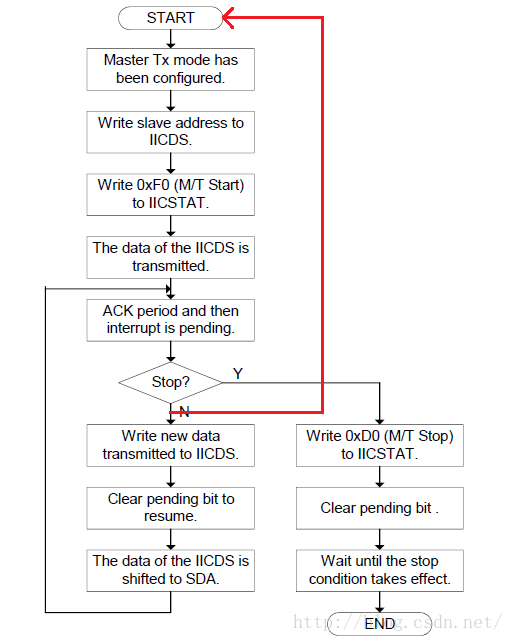 START
Master Tx mode has
been configured.
Write slave address to
IICDS.
Write 0xF0 (M/T Start)
to IICSTAT.
The data of the IICDS is
transmitted.
ACK period and then
interrupt is pending.
Stop?
Y
N
Write new data
transmitted to IICDS.
Clear pending bit to
resume.
The data of the IICDS is
shifted to SDA.
Write 0xD0 (M/T Stop)
to IICSTAT.
Clear pending bit .
Wait until the stop
condition takes effect.
END
http://blog.csdn.net/